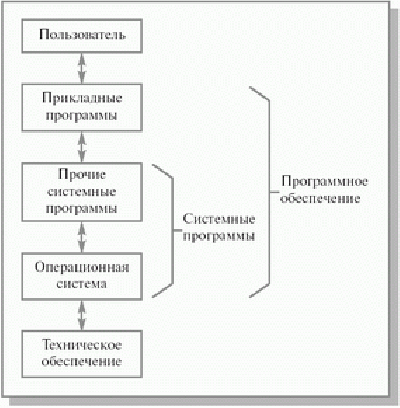 Пользователь
Прикладные
программы
Прочие
системные
программы
Системные
программы
Программное
обеспечение
Операционная
система
Техническое
обеспечение